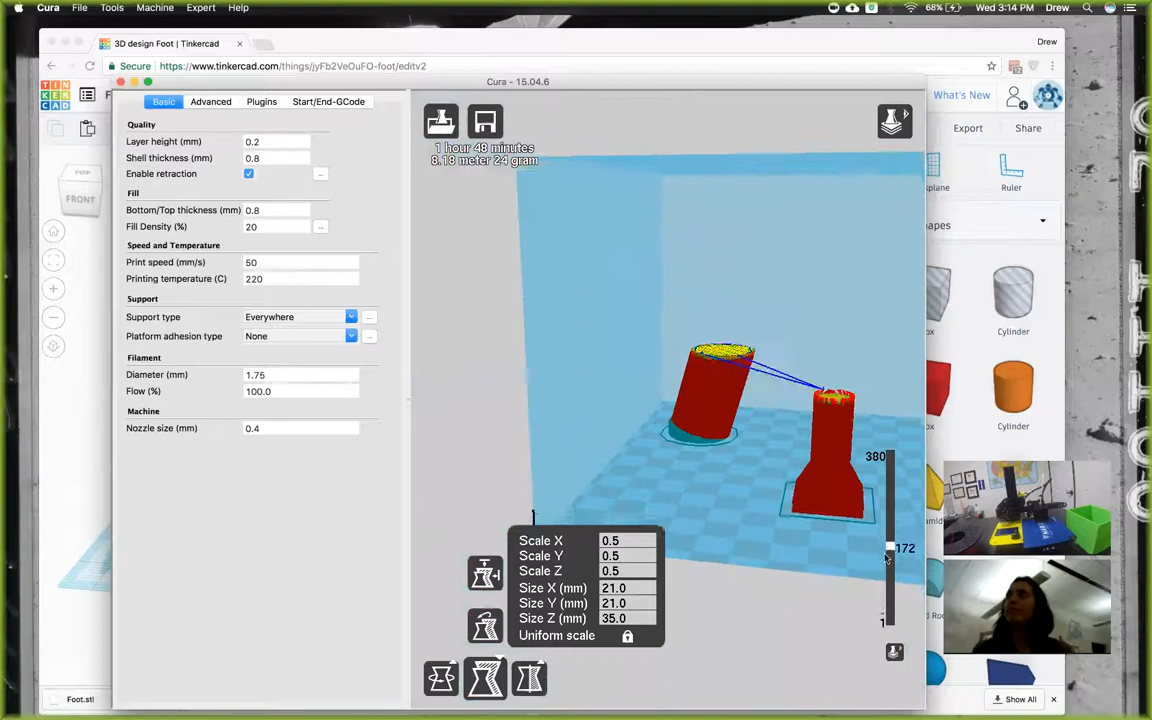 Cura File Tools Machine Expert Help
68% Wed 3:14 PM Drew
3D design Foot | Tinkercad
Drew
Secure https://www.tinkercad.com/things/jyFb2VeOuFO-foot/editv2
Cura - 15.04.6
TIN
KER
CAD
What's New
Basic Advanced Plugins Start/End-GCode
Quality
Layer height (mm) 0.2
Shell thickness (mm) 0.8
Enable retraction
Fill
Bottom/Top thickness (mm) 0.8
Fill Density (%) 20
Speed and Temperature
Print speed (mm/s) 50
Printing temperature (C) 220
Support
Support type Everywhere
Platform adhesion type None
Filament
Diameter (mm) 1.75
Flow (%) 100.0
Machine
Nozzle size (mm) 0.4
1 hour 48 minutes
8.18 meter 24 gram
Export Share
TOP
FRONT
Ruler
Cylinder
Cylinder
380
172
1
Scale X 0.5
Scale Y 0.5
Scale Z 0.5
Size X (mm) 21.0
Size Y (mm) 21.0
Size Z (mm) 35.0
Uniform scale
Foot.stl
Show All